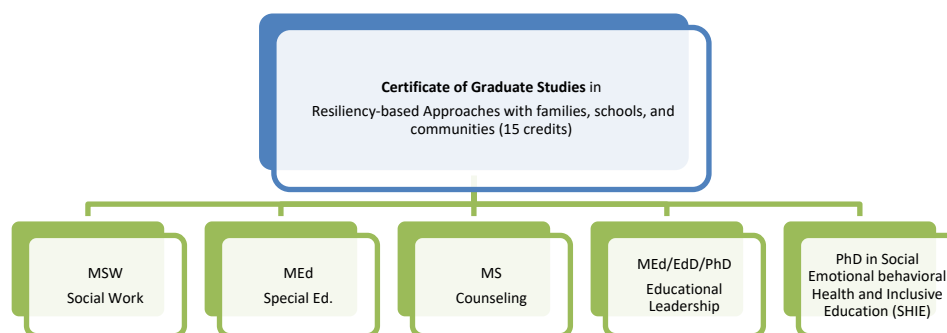 Certificate of Graduate Studies in
Resiliency-based Approaches with families, schools, and
communities (15 credits)
MSW
Social Work
MEd
Special Ed.
MS
Counseling
MEd/EdD/PhD
Educational
Leadership
PhD in Social
Emotional behavioral
Health and Inclusive
Education (SHIE)